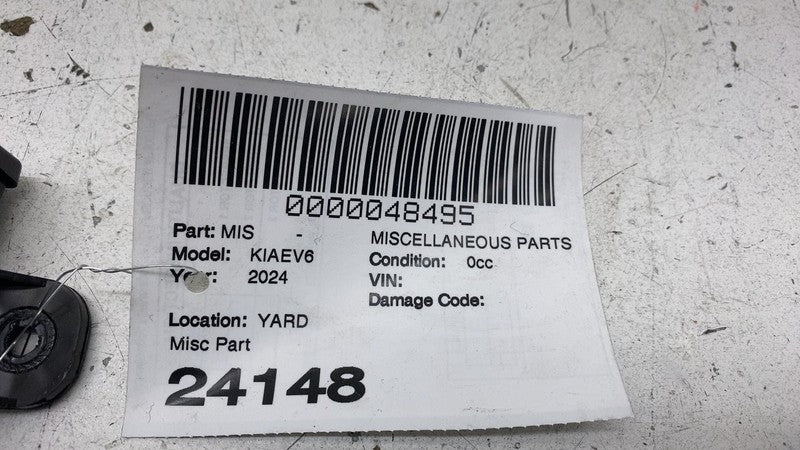 0000048495
Part: MIS - MISCELLANEOUS PARTS
Model: KIAEV6 Condition: 0cc
Year: 2024 VIN:
Damage Code:
Location: YARD
Misc Part
24148